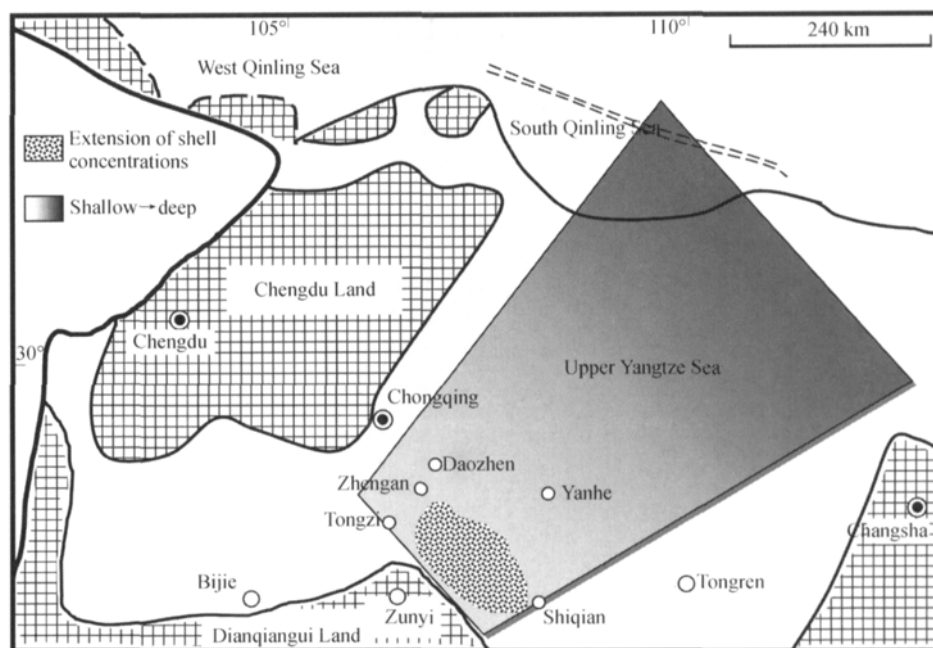 105°
110°
240 km
West Qinling Sea
South Qinling Sea
Extension of shell
concentrations
Shallow→deep
Chengdu Land
Chengdu
30°
Upper Yangtze Sea
Chongqing
Daozhen
Zhengan
Yanhe
Tongzi
Changsha
Bijie
Zunyi
Shiqian
Tongren
Dianqiangui Land